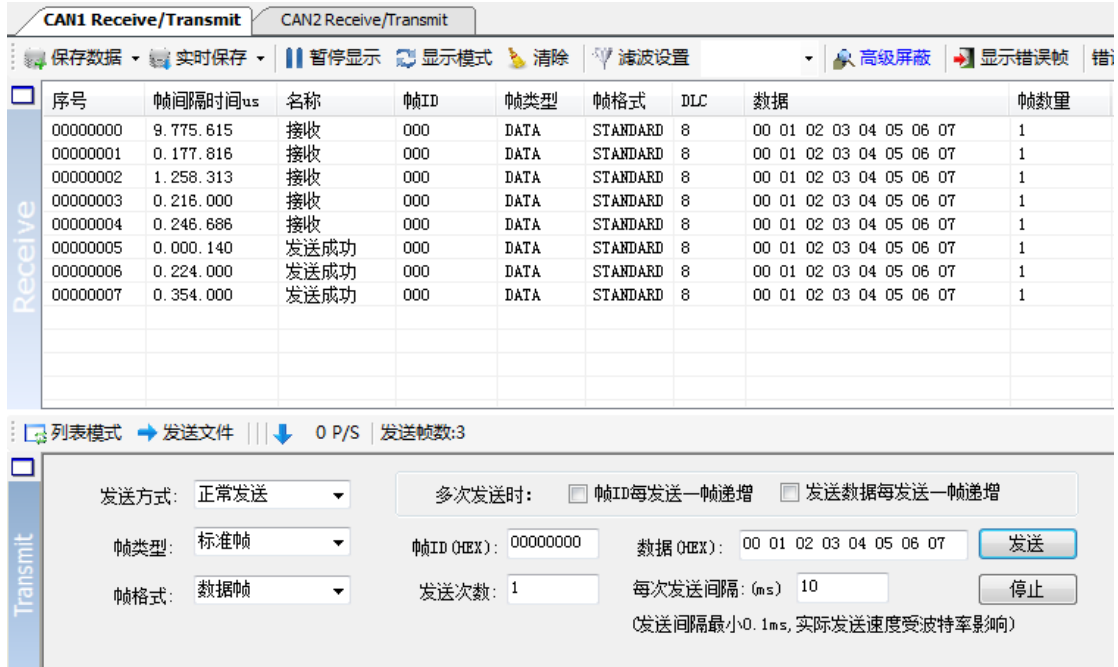 CAN1 Receive/Transmit CAN2 Receive/Transmit
保存数据 实时保存 暂停显示 显示模式 清除 滤波设置 高级屏蔽 显示错误帧
序号 帧间隔时间us 名称 帧ID 帧类型 帧格式 DLC 数据 帧数量
00000000 9.775.615 接收 000 DATA STANDARD 8 00 01 02 03 04 05 06 07 1
00000001 0.177.816 接收 000 DATA STANDARD 8 00 01 02 03 04 05 06 07 1
00000002 1.258.313 接收 000 DATA STANDARD 8 00 01 02 03 04 05 06 07 1
00000003 0.216.000 接收 000 DATA STANDARD 8 00 01 02 03 04 05 06 07 1
00000004 0.246.686 接收 000 DATA STANDARD 8 00 01 02 03 04 05 06 07 1
00000005 0.000.140 发送成功 000 DATA STANDARD 8 00 01 02 03 04 05 06 07 1
00000006 0.224.000 发送成功 000 DATA STANDARD 8 00 01 02 03 04 05 06 07 1
00000007 0.354.000 发送成功 000 DATA STANDARD 8 00 01 02 03 04 05 06 07 1
Receive
列表模式 发送文件 0 P/S 发送帧数:3
发送方式: 正常发送 多次发送时: 帧ID每发送一帧递增 发送数据每发送一帧递增
帧类型: 标准帧 帧ID(HEX): 00000000 数据(HEX): 00 01 02 03 04 05 06 07 发送
帧格式: 数据帧 发送次数: 1 每次发送间隔:(ms) 10 停止
(发送间隔最小0.1ms,实际发送速度受波特率影响)
Transmit